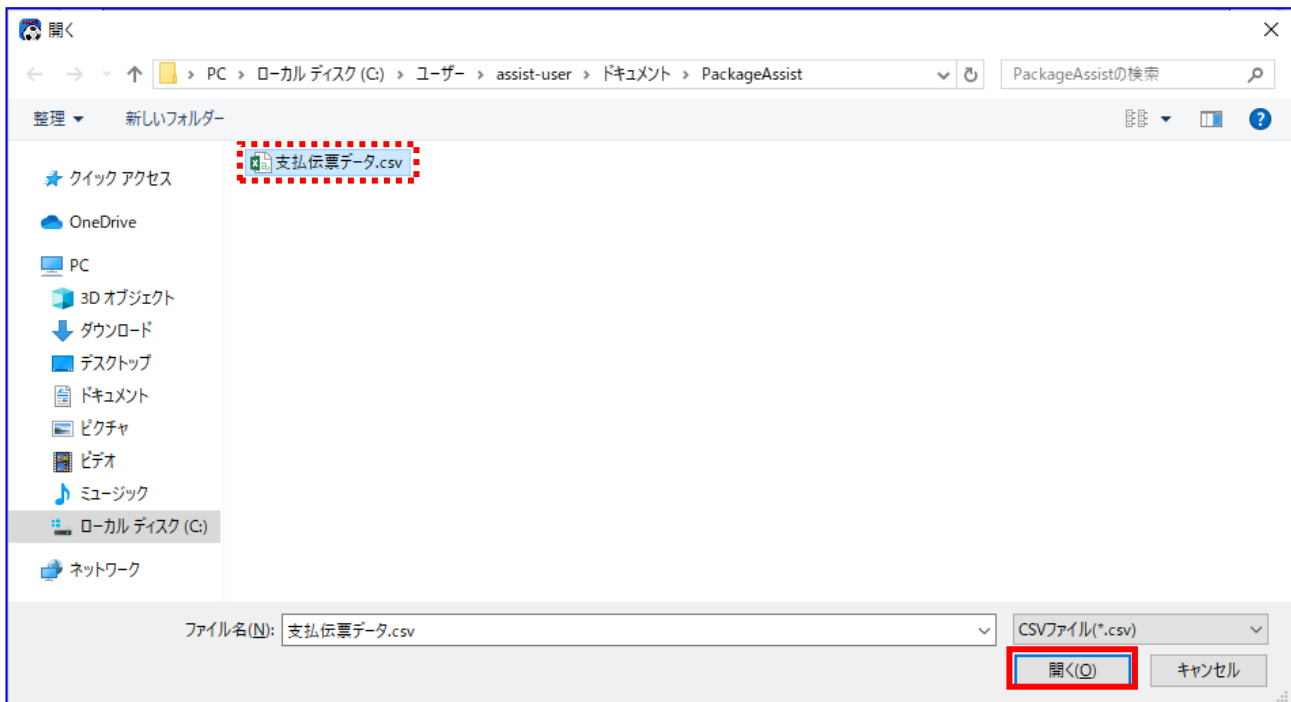 開く
PC › ローカル ディスク (C:) › ユーザー › assist-user › ドキュメント › PackageAssist
PackageAssistの検索
整理
新しいフォルダー
支払伝票データ.csv
クイック アクセス
OneDrive
PC
3D オブジェクト
ダウンロード
デスクトップ
ドキュメント
ピクチャ
ビデオ
ミュージック
ローカル ディスク (C:)
ネットワーク
ファイル名(N): 支払伝票データ.csv
CSVファイル(*.csv)
開く(O)
キャンセル